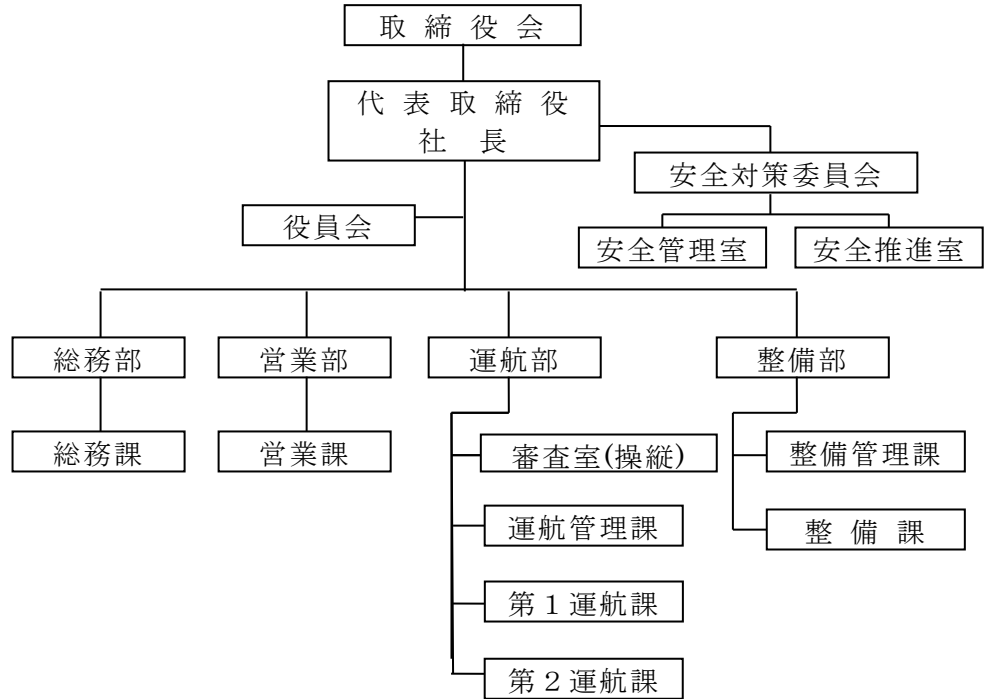 取締役会
代表取締役
社長
安全対策委員会
役員会
安全管理室
安全推進室
総務部
営業部
運航部
整備部
総務課
営業課
審査室(操縦)
整備管理課
運航管理課
整備課
第１運航課
第２運航課